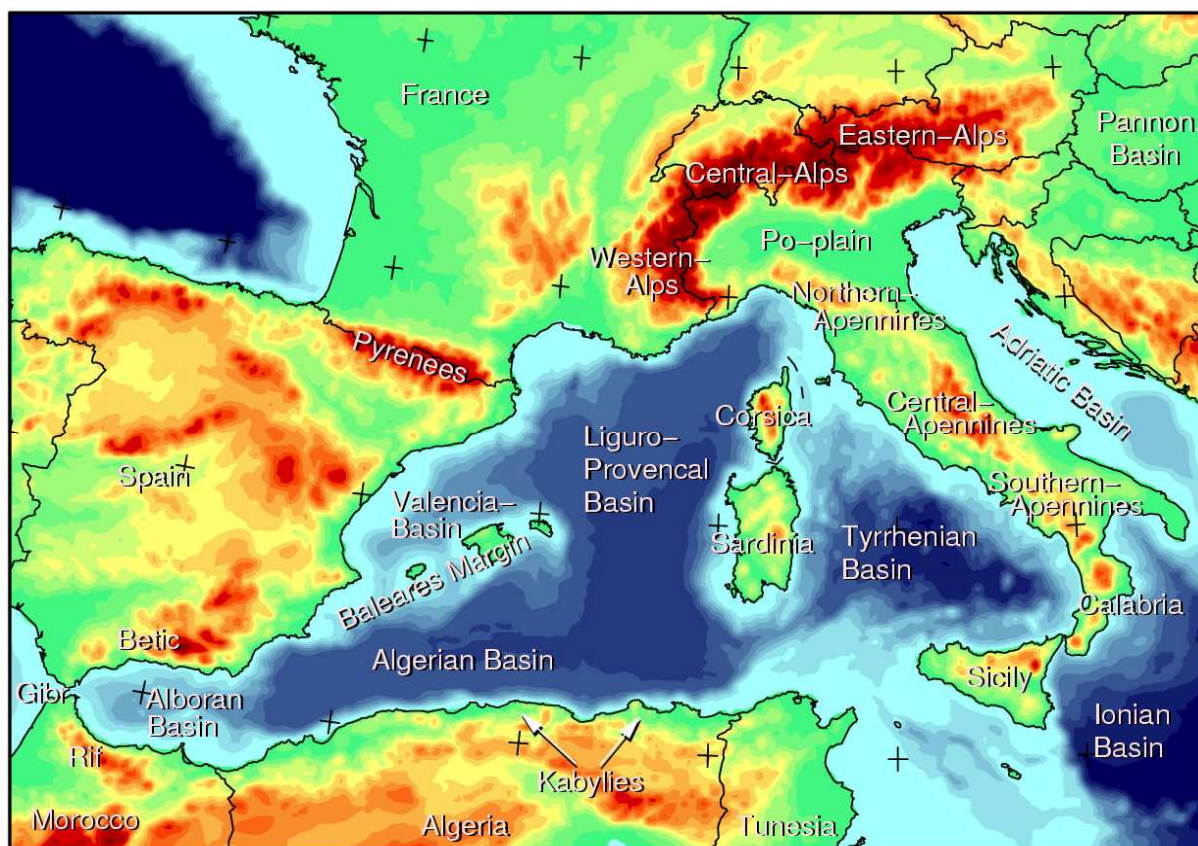 France
Eastern–Alps
Pannon
Basin
Central–Alps
Po–plain
Western–
Alps
Northern–
Apennines
Pyrenees
Adriatic Basin
Corsica
Central–
Apennines
Liguro–
Provencal
Basin
Spain
Valencia–
Basin
Southern–
Apennines
Sardinia
Tyrrhenian
Basin
Baleares Margin
Calabria
Betic
Algerian Basin
Sicily
Gibr
Alboran
Basin
Ionian
Basin
Rif
Kabylies
Morocco
Algeria
Tunesia